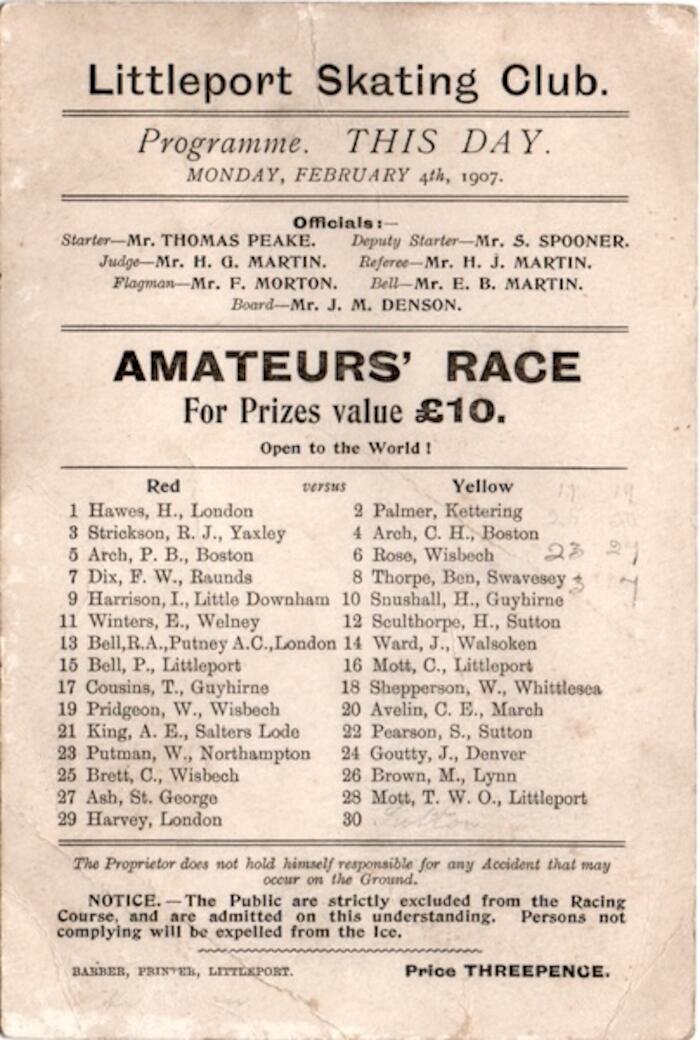 Littleport Skating Club.
Programme. THIS DAY.
MONDAY, FEBRUARY 4th, 1907.
Officials:—
Starter—Mr. THOMAS PEAKE. Deputy Starter—Mr. S. SPOONER.
Judge—Mr. H. G. MARTIN. Referee—Mr. H. J. MARTIN.
Flagman—Mr. F. MORTON. Bell—Mr. E. B. MARTIN.
Board—Mr. J. M. DENSON.
AMATEURS' RACE
For Prizes value £10.
Open to the World!
Red versus Yellow
1 Hawes, H., London 2 Palmer, Kettering
3 Strickson, R. J., Yaxley 4 Arch, C. H., Boston
5 Arch, P. B., Boston 6 Rose, Wisbech 23
7 Dix, F. W., Raunds 8 Thorpe, Ben, Swavesey 3 7
9 Harrison, I., Little Downham 10 Snushall, H., Guyhirne
11 Winters, E., Welney 12 Sculthorpe, H., Sutton
13 Bell,R.A.,Putney A.C.,London 14 Ward, J., Walsoken
15 Bell, P., Littleport 16 Mott, C., Littleport
17 Cousins, T., Guyhirne 18 Shepperson, W., Whittlesea
19 Pridgeon, W., Wisbech 20 Avelin, C. E., March
21 King, A. E., Salters Lode 22 Pearson, S., Sutton
23 Putman, W., Northampton 24 Goutty, J., Denver
25 Brett, C., Wisbech 26 Brown, M., Lynn
27 Ash, St. George 28 Mott, T. W. O., Littleport
29 Harvey, London 30
The Proprietor does not hold himself responsible for any Accident that may
occur on the Ground.
NOTICE.—The Public are strictly excluded from the Racing
Course, and are admitted on this understanding. Persons not
complying will be expelled from the Ice.
BARBER, PRINTER, LITTLEPORT. Price THREEPENCE.